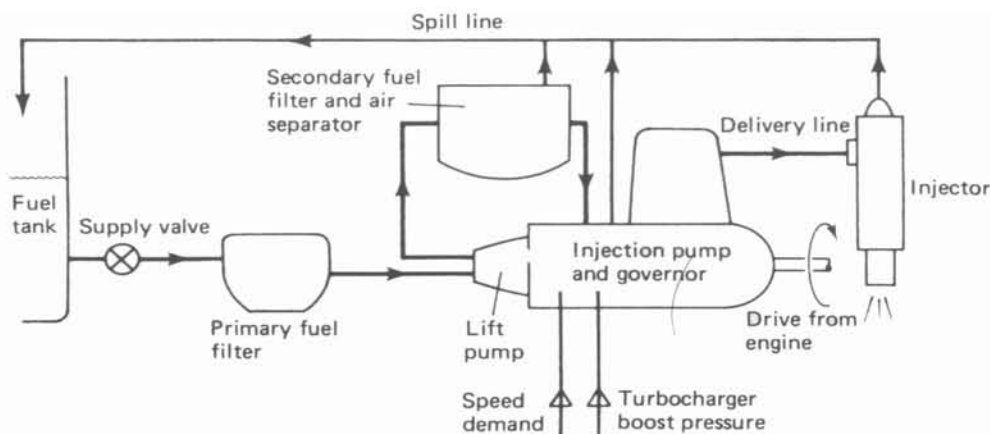 Spill line
Secondary fuel
filter and air
separator
Delivery line
Injector
Fuel
tank
Supply valve
Injection pump
and governor
Primary fuel
filter
Lift
pump
Drive from
engine
Speed
demand
Turbocharger
boost pressure